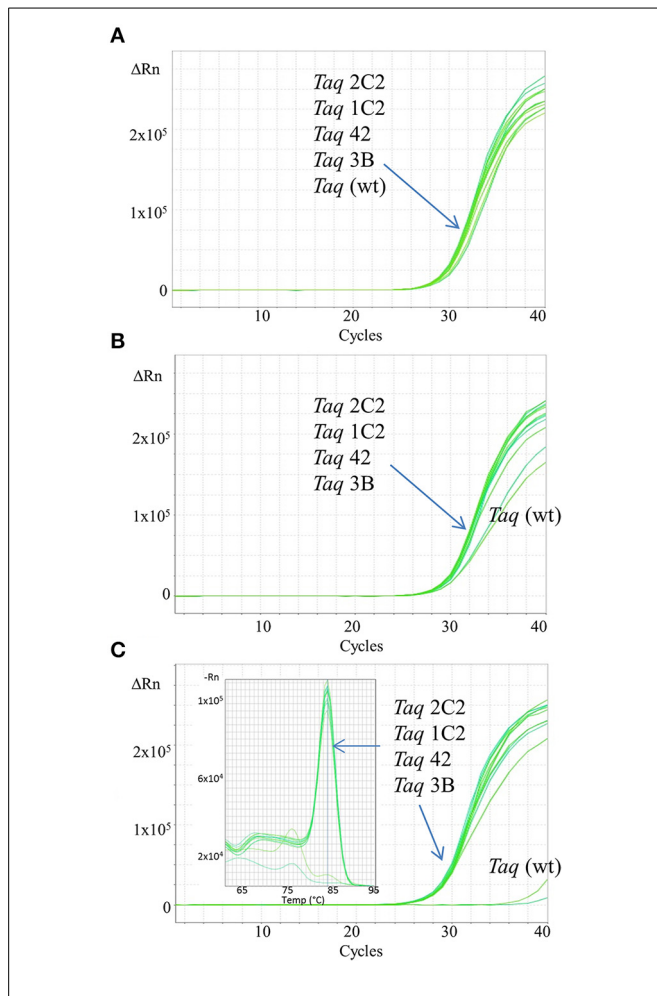 A
ΔRn
Taq 2C2
Taq 1C2
Taq 42
Taq 3B
Taq (wt)
2x10⁵
1x10⁵
0
10 20 30 40
Cycles
B
ΔRn
Taq 2C2
Taq 1C2
Taq 42
Taq 3B
2x10⁵
1x10⁵
Taq (wt)
0
10 20 30 40
Cycles
C
ΔRn
-Rn
1x10⁵
6x10⁴
2x10⁴
65 75 85 95
Temp (°C)
Taq 2C2
Taq 1C2
Taq 42
Taq 3B
2x10⁵
1x10⁵
Taq (wt)
0
10 20 30 40
Cycles